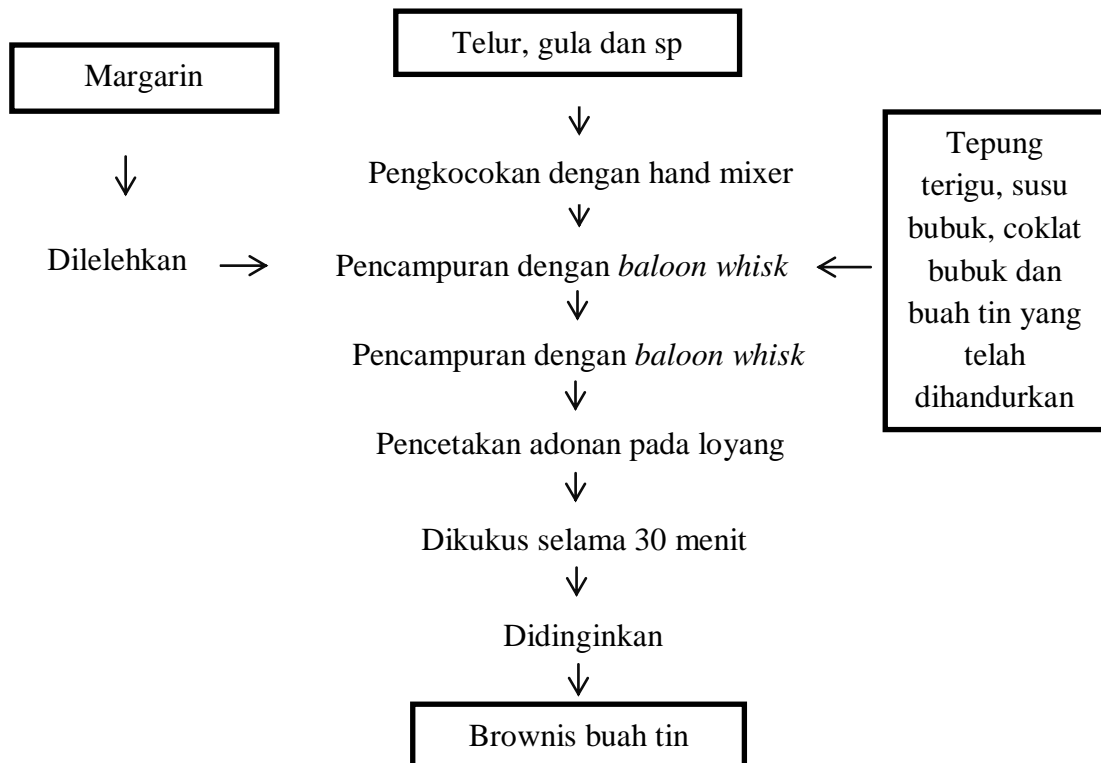 Telur, gula dan sp
Margarin
Pengkocokan dengan hand mixer
Tepung
terigu, susu
bubuk, coklat
bubuk dan
buah tin yang
telah
dihandurkan
Dilelehkan
Pencampuran dengan baloon whisk
Pencampuran dengan baloon whisk
Pencetakan adonan pada loyang
Dikukus selama 30 menit
Didinginkan
Brownis buah tin